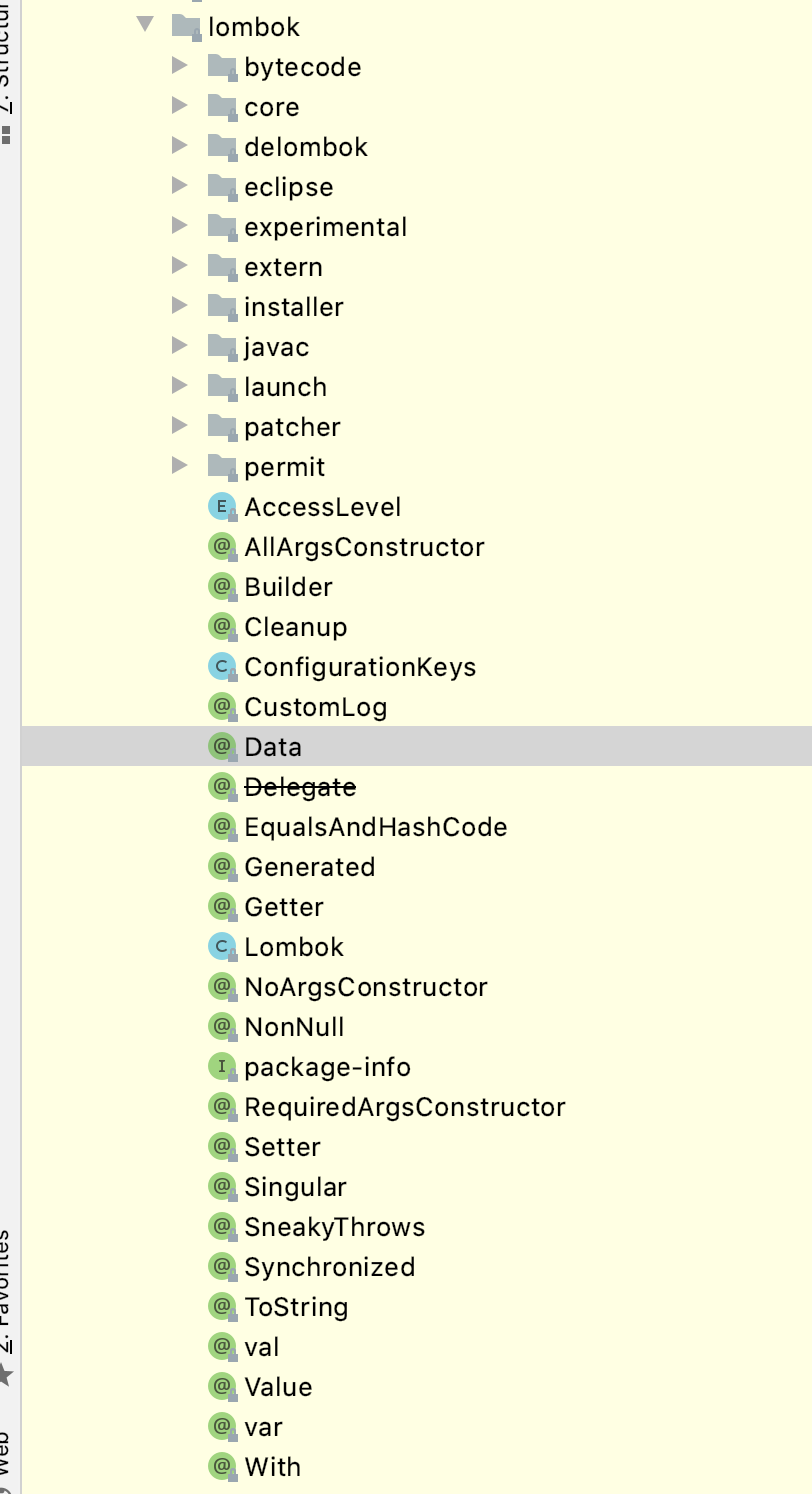 lombok
bytecode
core
delombok
eclipse
experimental
extern
installer
javac
launch
patcher
permit
E AccessLevel
@ AllArgsConstructor
@ Builder
@ Cleanup
C ConfigurationKeys
@ CustomLog
@ Data
@ Delegate
@ EqualsAndHashCode
@ Generated
@ Getter
C Lombok
@ NoArgsConstructor
@ NonNull
I package-info
@ RequiredArgsConstructor
@ Setter
@ Singular
@ SneakyThrows
@ Synchronized
@ ToString
@ val
@ Value
@ var
@ With
2: Favorites
Web